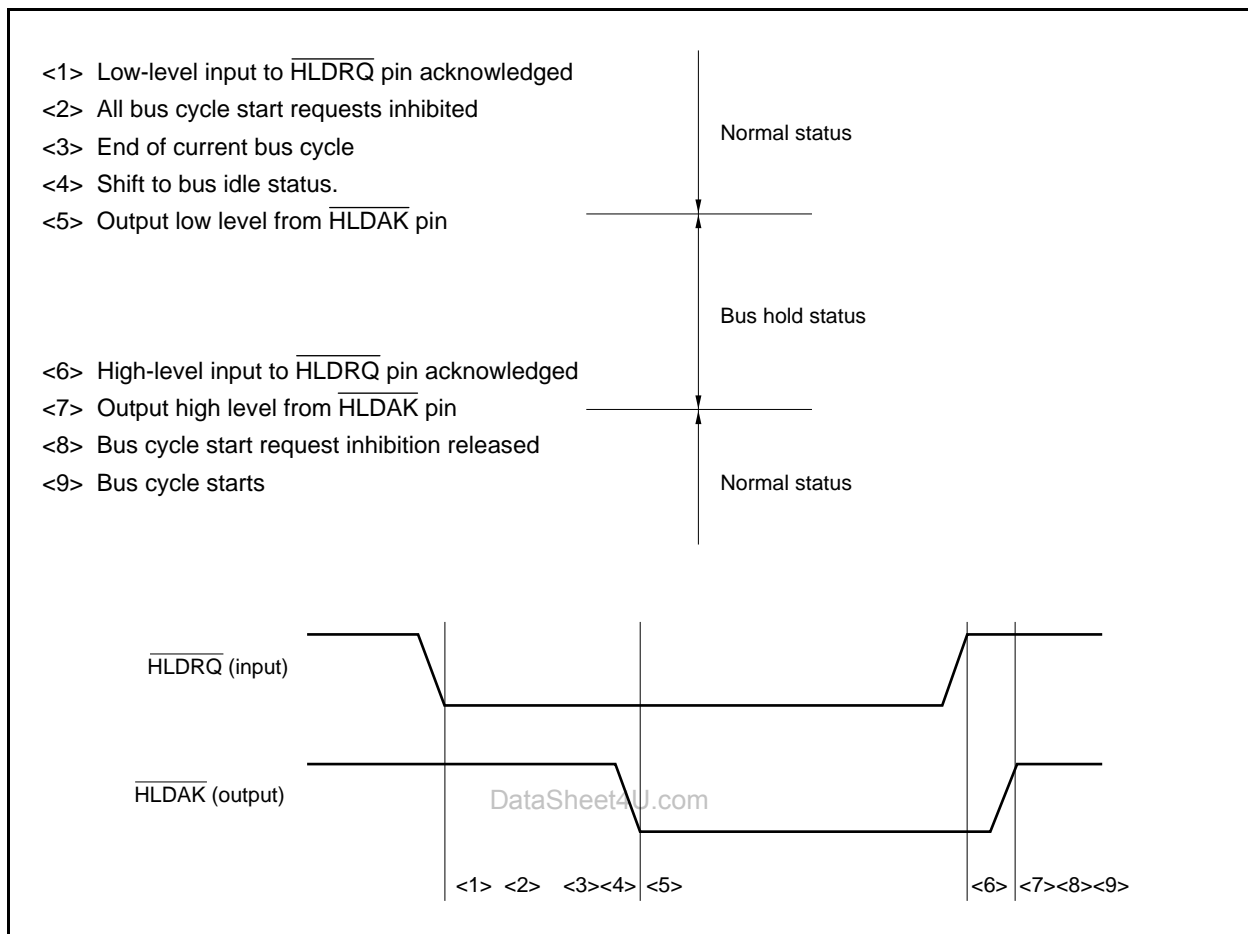 <1> Low-level input to HLDRQ pin acknowledged
<2> All bus cycle start requests inhibited
<3> End of current bus cycle
<4> Shift to bus idle status.
<5> Output low level from HLDAK pin
Normal status
Bus hold status
<6> High-level input to HLDRQ pin acknowledged
<7> Output high level from HLDAK pin
<8> Bus cycle start request inhibition released
<9> Bus cycle starts
Normal status
HLDRQ (input)
HLDAK (output)
DataSheet4U.com
<1> <2> <3><4> <5> <6> <7><8><9>